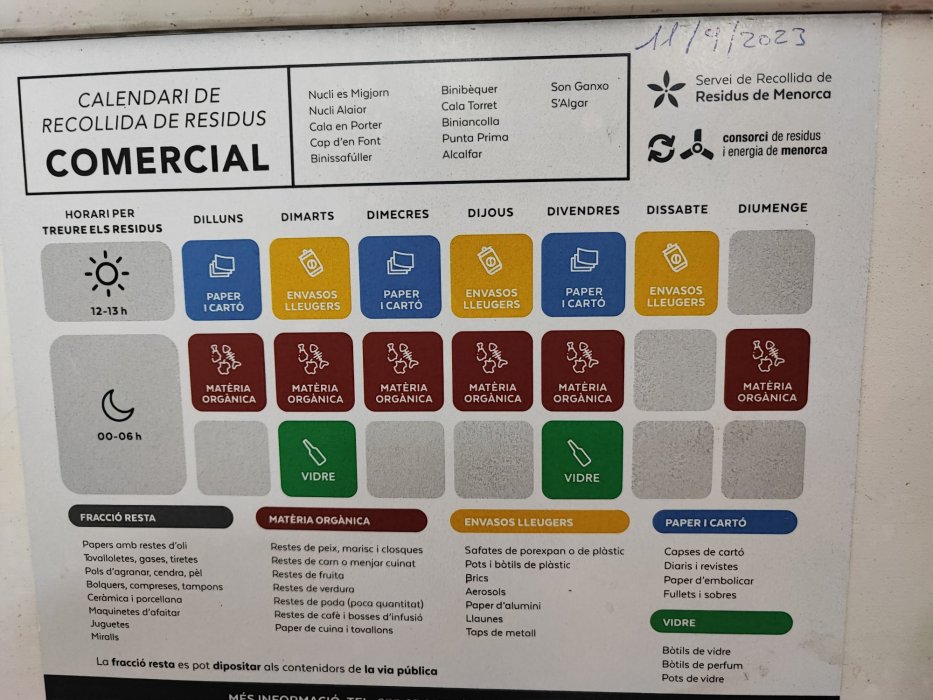 11/9/2023
CALENDARI DE
RECOLLIDA DE RESIDUS
COMERCIAL
Nucli es Migjorn
Nucli Alaior
Cala en Porter
Cap d'en Font
Binissafúller
Binibèquer
Cala Torret
Biniancolla
Punta Prima
Alcalfar
Son Ganxo
S'Algar
Servei de Recollida de
Residus de Menorca
consorci de residus
i energia de menorca
HORARI PER
TREURE ELS RESIDUS
DILLUNS DIMARTS DIMECRES DIJOUS DIVENDRES DISSABTE DIUMENGE
12-13 h
PAPER
I CARTÓ
ENVASOS
LLEUGERS
PAPER
I CARTÓ
ENVASOS
LLEUGERS
PAPER
I CARTÓ
ENVASOS
LLEUGERS
00-06 h
MATÈRIA
ORGÀNICA
MATÈRIA
ORGÀNICA
MATÈRIA
ORGÀNICA
MATÈRIA
ORGÀNICA
MATÈRIA
ORGÀNICA
MATÈRIA
ORGÀNICA
VIDRE
VIDRE
FRACCIÓ RESTA
Papers amb restes d'oli
Tovalloletes, gases, tiretes
Pols d'agranar, cendra, pèl
Bolquers, compreses, tampons
Ceràmica i porcellana
Maquinetes d'afaitar
Juguetes
Miralls
MATÈRIA ORGÀNICA
Restes de peix, marisc i closques
Restes de carn o menjar cuinat
Restes de fruita
Restes de verdura
Restes de poda (poca quantitat)
Restes de cafè i bosses d'infusió
Paper de cuina i tovallons
ENVASOS LLEUGERS
Safates de porexpan o de plàstic
Pots i bòtils de plàstic
Brics
Aerosols
Paper d'alumini
Llaunes
Taps de metall
PAPER I CARTÓ
Capses de cartó
Diaris i revistes
Paper d'embolicar
Fullets i sobres
VIDRE
Bòtils de vidre
Bòtils de perfum
Pots de vidre
La fracció resta es pot dipositar als contenidors de la via pública
MÉS INFORMACIÓ, TEL.